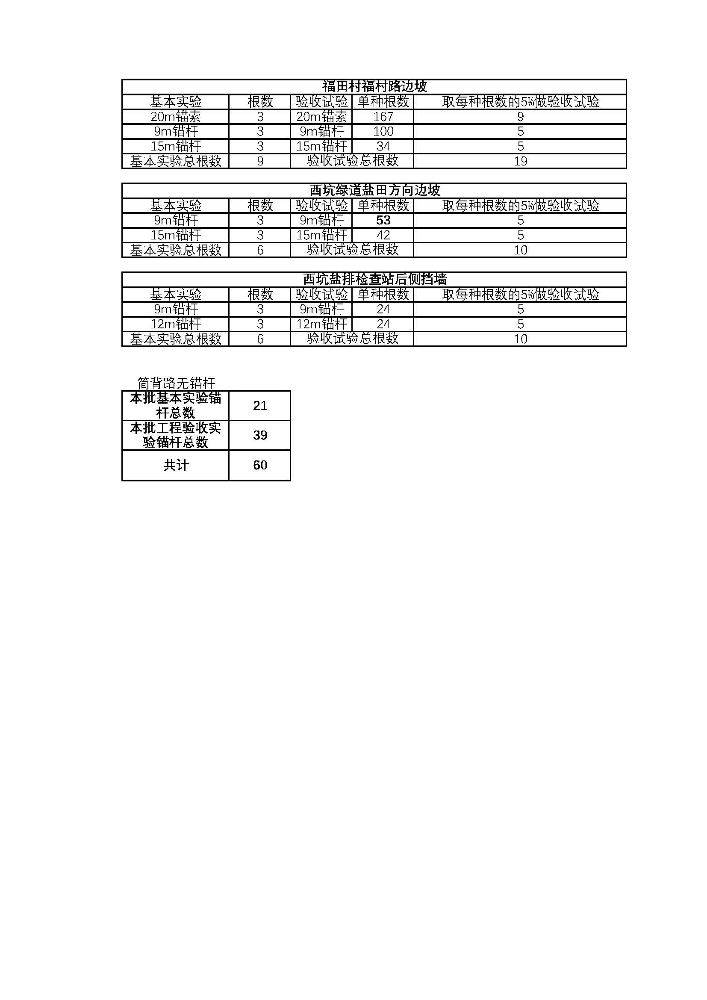 福田村福村路边坡
基本实验 根数 验收试验 单种根数 取每种根数的5%做验收试验
20m锚索 3 20m锚索 167 9
9m锚杆 3 9m锚杆 100 5
15m锚杆 3 15m锚杆 34 5
基本实验总根数 9 验收试验总根数 19
西坑绿道盐田方向边坡
基本实验 根数 验收试验 单种根数 取每种根数的5%做验收试验
9m锚杆 3 9m锚杆 53 5
15m锚杆 3 15m锚杆 42 5
基本实验总根数 6 验收试验总根数 10
西坑盐排检查站后侧挡墙
基本实验 根数 验收试验 单种根数 取每种根数的5%做验收试验
9m锚杆 3 9m锚杆 24 5
12m锚杆 3 12m锚杆 24 5
基本实验总根数 6 验收试验总根数 10
简背路无锚杆
本批基本实验锚
杆总数 21
本批工程验收实
验锚杆总数 39
共计 60